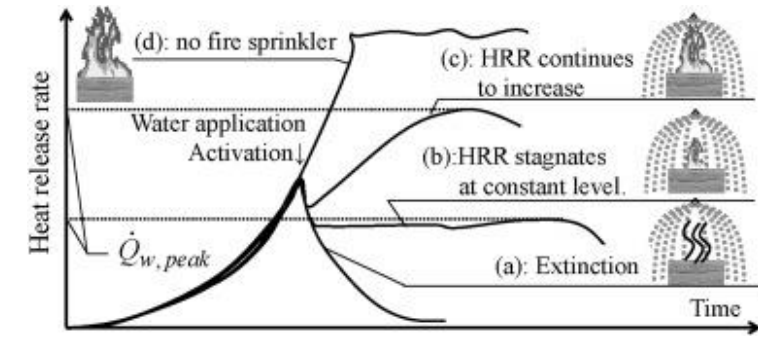 (d): no fire sprinkler
(c): HRR continues
to increase
Water application
Activation↓
(b):HRR stagnates
at constant level.
Q̇w, peak
(a): Extinction
Time
Heat release rate